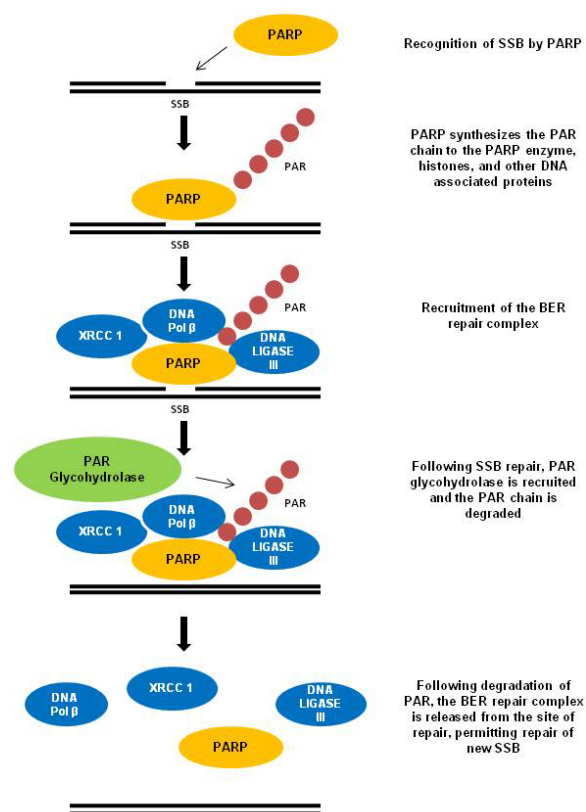 PARP
Recognition of SSB by PARP
SSB
PARP synthesizes the PAR
chain to the PARP enzyme,
histones, and other DNA
associated proteins
PAR
PARP
SSB
PAR
DNA
Pol β
XRCC 1
DNA
LIGASE
III
PARP
Recruitment of the BER
repair complex
SSB
PAR
Glycohydrolase
PAR
DNA
Pol β
XRCC 1
DNA
LIGASE
III
PARP
Following SSB repair, PAR
glycohydrolase is recruited
and the PAR chain is
degraded
DNA
Pol β
XRCC 1
DNA
LIGASE
III
PARP
Following degradation of
PAR, the BER repair complex
is released from the site of
repair, permitting repair of
new SSB